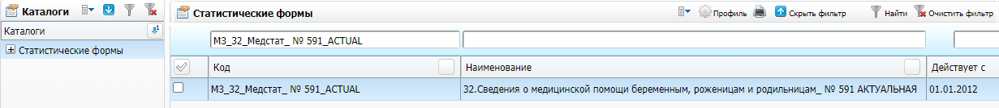 Каталоги
Статистические формы
Профиль
Скрыть фильтр
Найти
Очистить фильтр
Каталоги
Статистические формы
МЗ_32_Медстат_ № 591_ACTUAL
Код
Наименование
Действует с
МЗ_32_Медстат_ № 591_ACTUAL
32.Сведения о медицинской помощи беременным, роженицам и родильницам_ № 591 АКТУАЛЬНАЯ
01.01.2012